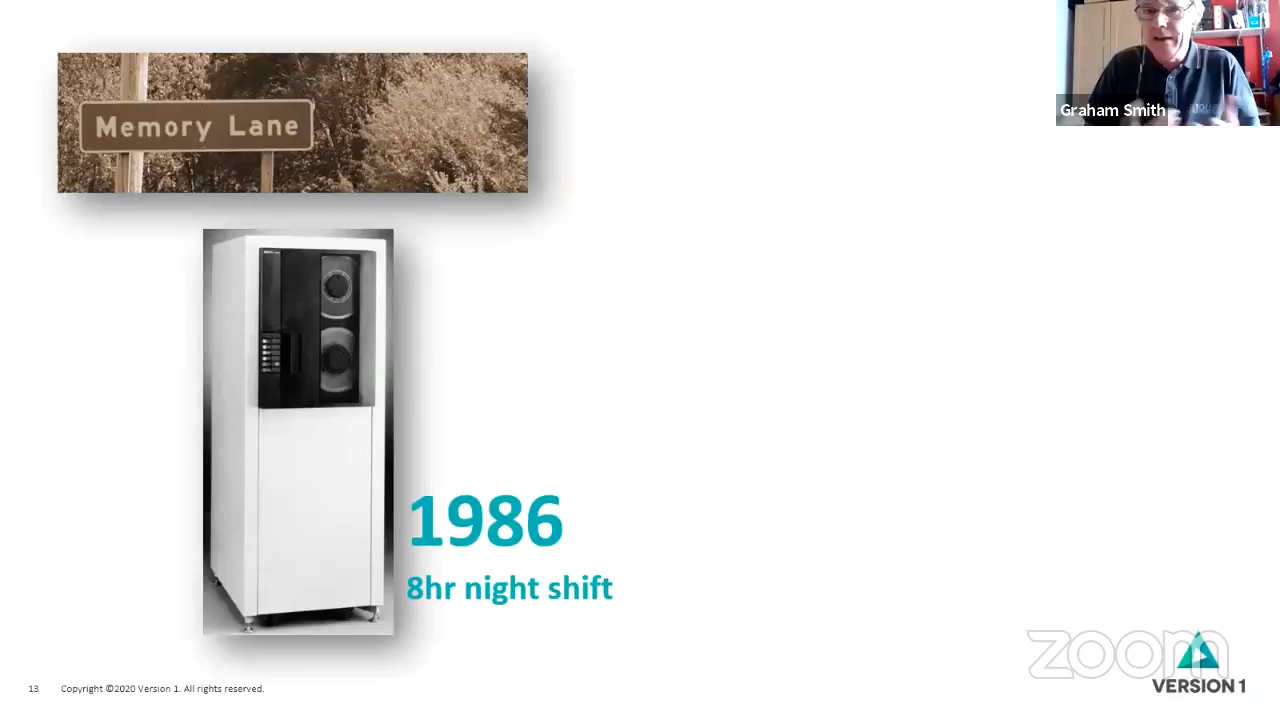 Memory Lane
Graham Smith
1986
8hr night shift
zoom
VERSION 1
13 Copyright ©2020 Version 1. All rights reserved.